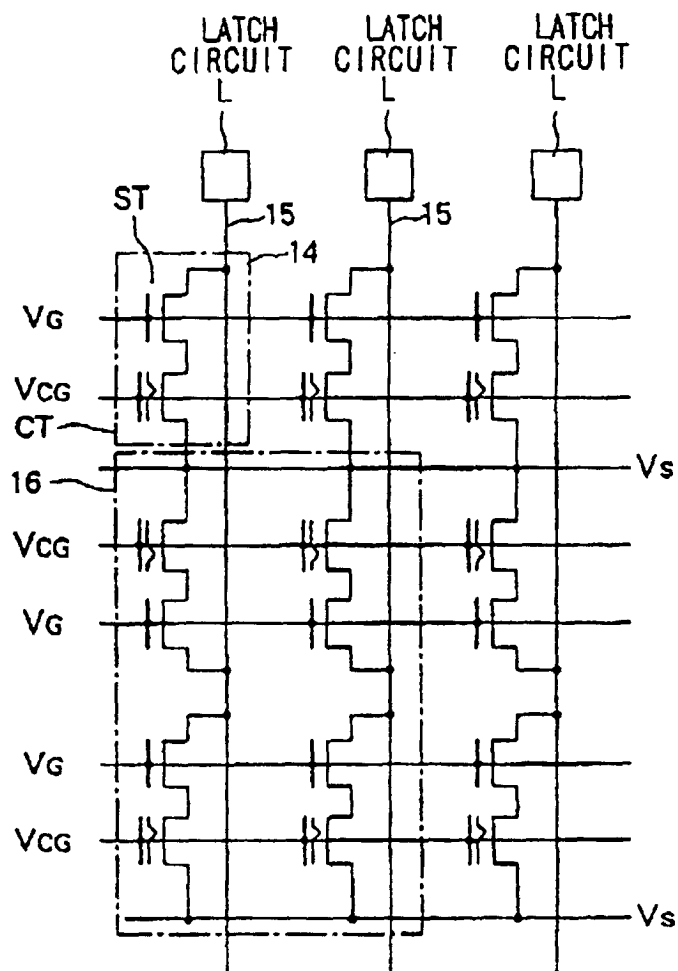 LATCH CIRCUIT L
LATCH CIRCUIT L
LATCH CIRCUIT L
ST
15
15
14
VG
VCG
CT
16
VS
VCG
VG
VG
VCG
VS